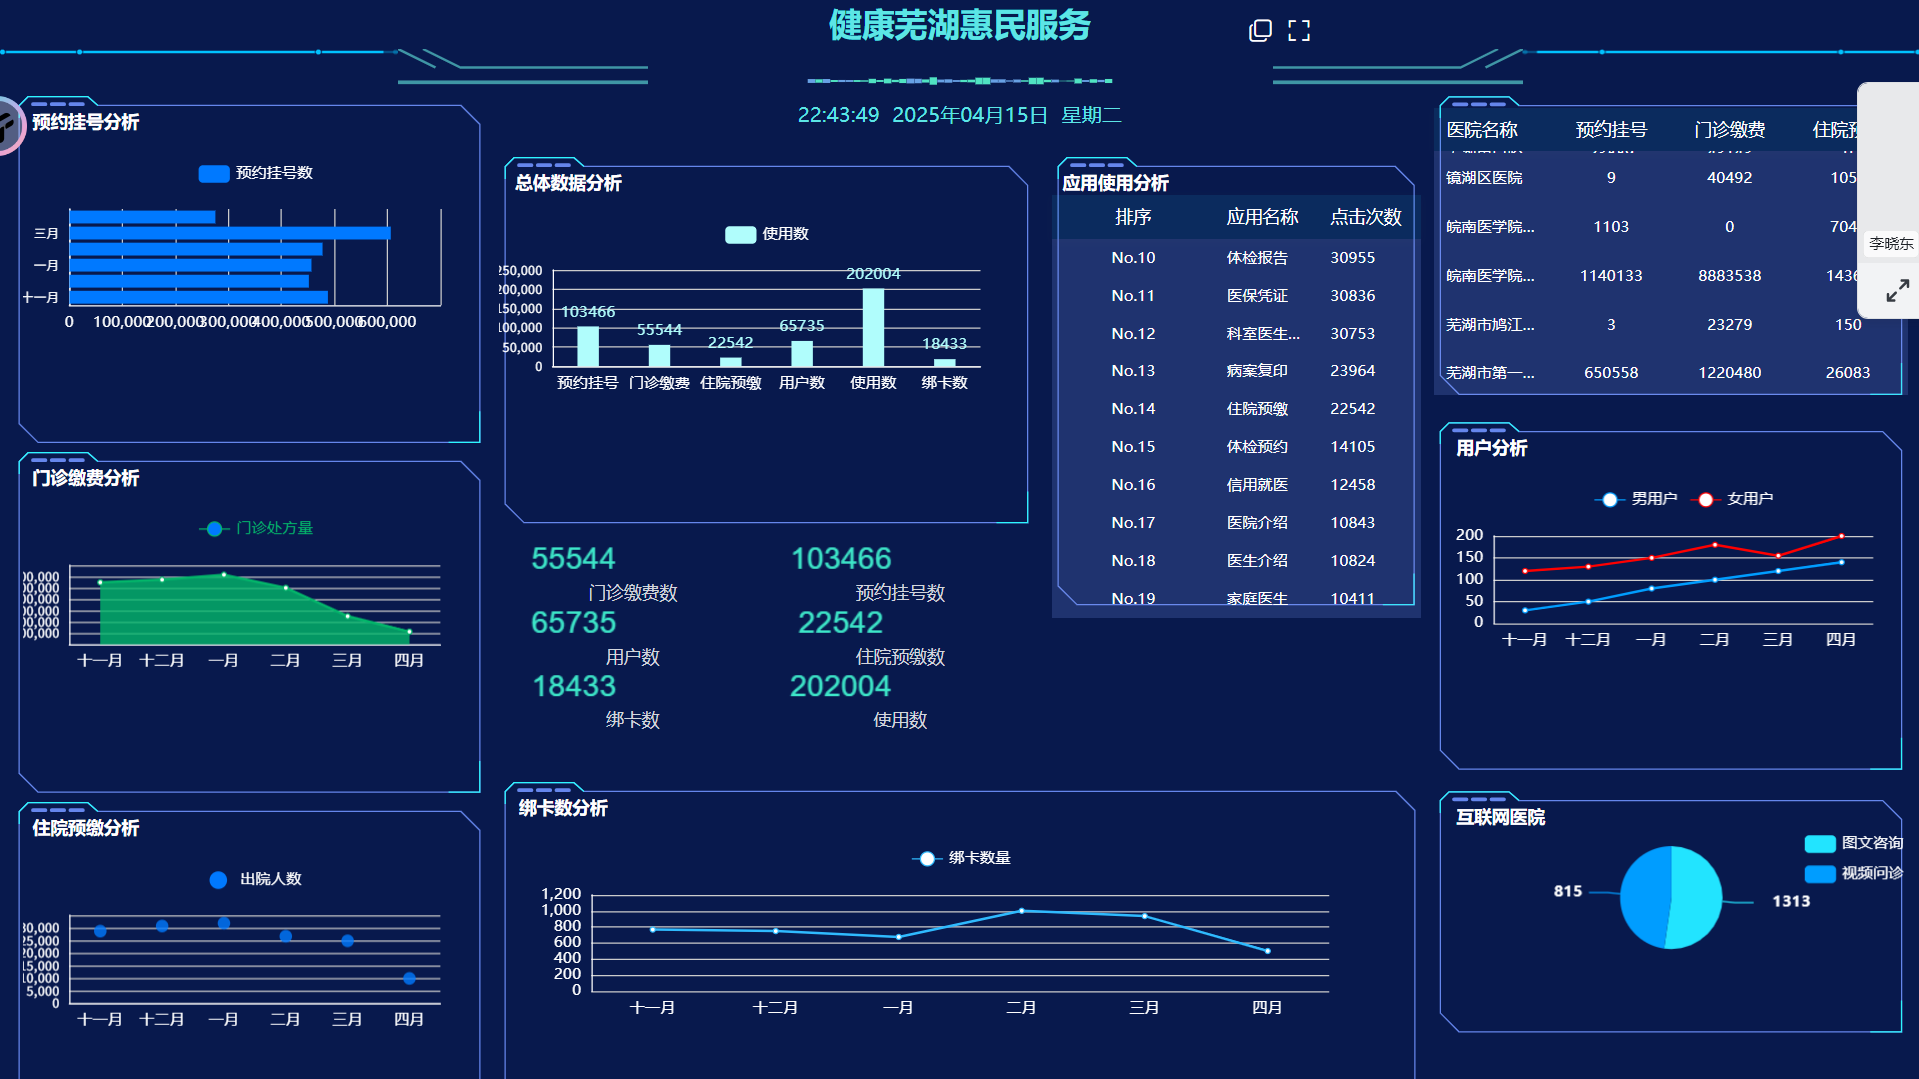 健康芜湖惠民服务
22:43:49 2025年04月15日 星期二
预约挂号分析
预约挂号数
三月
一月
十一月
0 100,000 200,000 300,000 400,000 500,000 600,000
门诊缴费分析
门诊处方量
十一月 十二月 一月 二月 三月 四月
住院预缴分析
出院人数
30,000
25,000
20,000
15,000
10,000
5,000
0
十一月 十二月 一月 二月 三月 四月
总体数据分析
使用数
250,000
200,000
150,000
100,000
50,000
0
103466
55544
22542
65735
202004
18433
预约挂号 门诊缴费 住院预缴 用户数 使用数 绑卡数
55544
门诊缴费数
103466
预约挂号数
65735
用户数
22542
住院预缴数
18433
绑卡数
202004
使用数
应用使用分析
排序 应用名称 点击次数
No.10 体检报告 30955
No.11 医保凭证 30836
No.12 科室医生... 30753
No.13 病案复印 23964
No.14 住院预缴 22542
No.15 体检预约 14105
No.16 信用就医 12458
No.17 医院介绍 10843
No.18 医生介绍 10824
No.19 家庭医生 10411
绑卡数分析
绑卡数量
1,200
1,000
800
600
400
200
0
十一月 十二月 一月 二月 三月 四月
医院名称 预约挂号 门诊缴费 住院预
镜湖区医院 9 40492 105
皖南医学院... 1103 0 704
皖南医学院... 1140133 8883538 1436
芜湖市鸠江... 3 23279 150
芜湖市第一... 650558 1220480 26083
李晓东
用户分析
男用户 女用户
200
150
100
50
0
十一月 十二月 一月 二月 三月 四月
互联网医院
图文咨询
视频问诊
815
1313